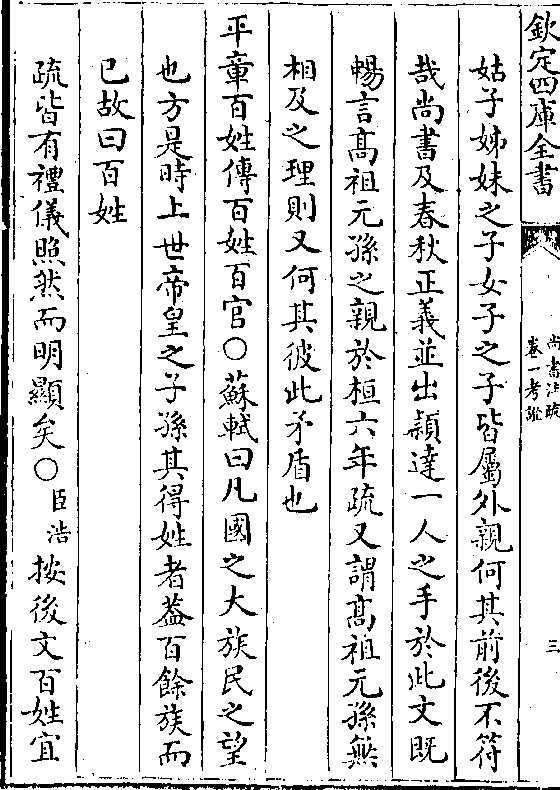 欽定四庫全書
尚書注疏
卷一考證
三
姑子姊妹之子女子之子皆屬外親何其前後不符
哉尚書及春秋正義並出穎達一人之手於此文既
暢言髙祖元孫之親於桓六年疏又謂髙祖元孫無
相及之理則又何其彼此矛盾也
平章百姓傳百姓百官○蘇軾曰凡國之大族民之望
也方是時上世帝皇之子孫其得姓者葢百餘族而
已故曰百姓
疏皆有禮儀照然而明顯矣○臣浩按後文百姓宜